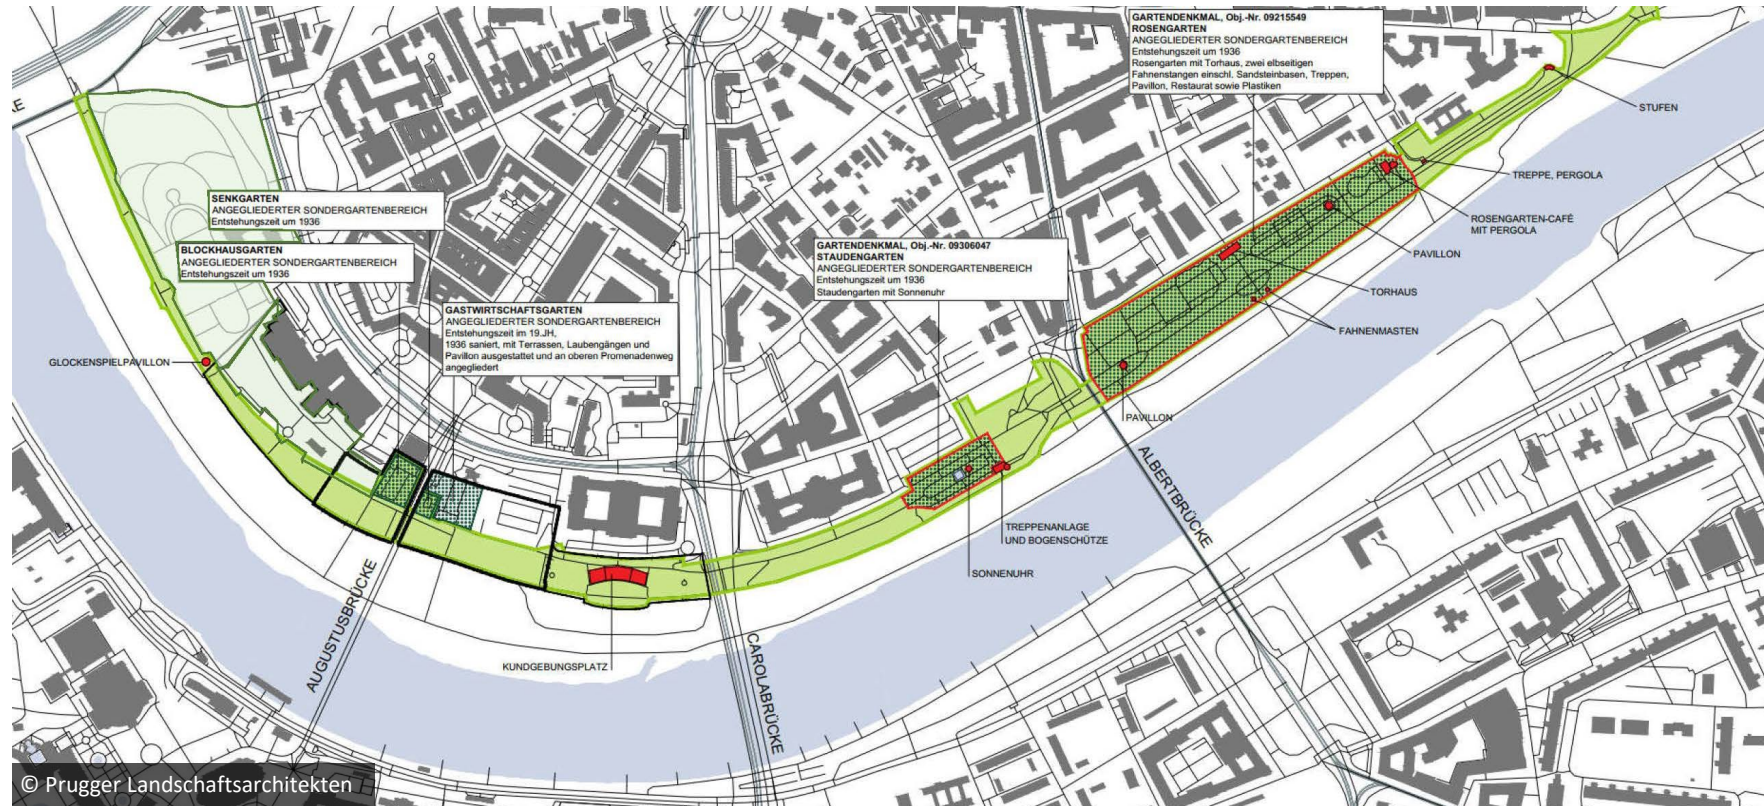 GARTENDENKMAL, Obj.-Nr. 09215549
ROSENGARTEN
ANGEGLIEDERTER SONDERGARTENBEREICH
Entstehungszeit um 1936
Rosengarten mit Torhaus, zwei elbseitigen
Fahnenstangen einschl. Sandsteinbasen, Treppen,
Pavillon, Restaurat sowie Plastiken
STUFEN
TREPPE, PERGOLA
ROSENGARTEN-CAFÉ
MIT PERGOLA
PAVILLON
TORHAUS
FAHNENMASTEN
PAVILLON
SENKGARTEN
ANGEGLIEDERTER SONDERGARTENBEREICH
Entstehungszeit um 1936
BLOCKHAUSGARTEN
ANGEGLIEDERTER SONDERGARTENBEREICH
Entstehungszeit um 1936
GARTENDENKMAL, Obj.-Nr. 09306047
STAUDENGARTEN
ANGEGLIEDERTER SONDERGARTENBEREICH
Entstehungszeit um 1936
Staudengarten mit Sonnenuhr
GASTWIRTSCHAFTSGARTEN
ANGEGLIEDERTER SONDERGARTENBEREICH
Entstehungszeit im 19.JH,
1936 saniert, mit Terrassen, Laubengängen und
Pavillon ausgestattet und an oberen Promenadenweg
angegliedert
GLOCKENSPIELPAVILLON
ALBERTBRÜCKE
TREPPENANLAGE
UND BOGENSCHÜTZE
SONNENUHR
AUGUSTUSBRÜCKE
KUNDGEBUNGSPLATZ
CAROLABRÜCKE
© Prugger Landschaftsarchitekten